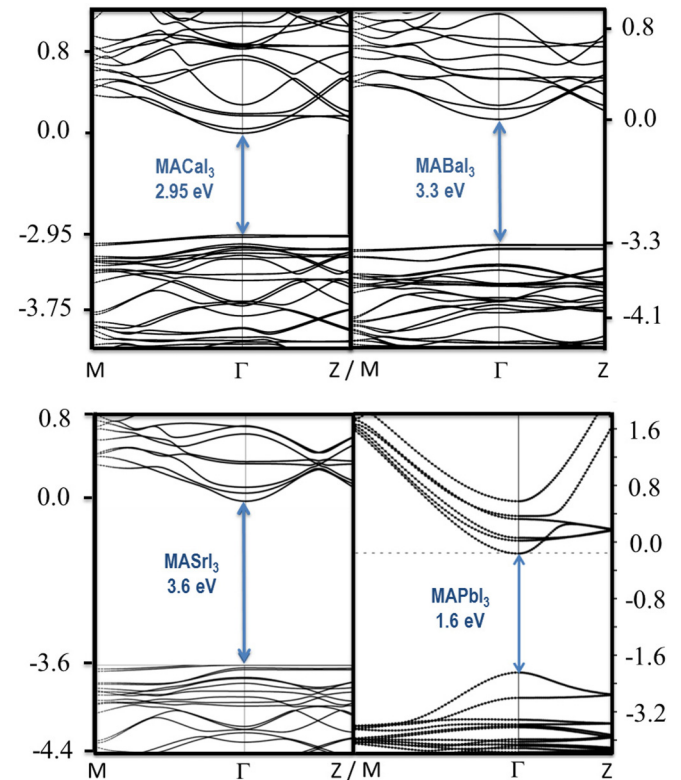 0.8
0.0
-2.95
-3.75
MACaI₃
2.95 eV
MABaI₃
3.3 eV
0.8
0.0
-3.3
-4.1
M Γ Z / M Γ Z
0.8
0.0
-3.6
-4.4
MASrI₃
3.6 eV
MAPbI₃
1.6 eV
1.6
0.8
0.0
-0.8
-1.6
-3.2
M Γ Z / M Γ Z